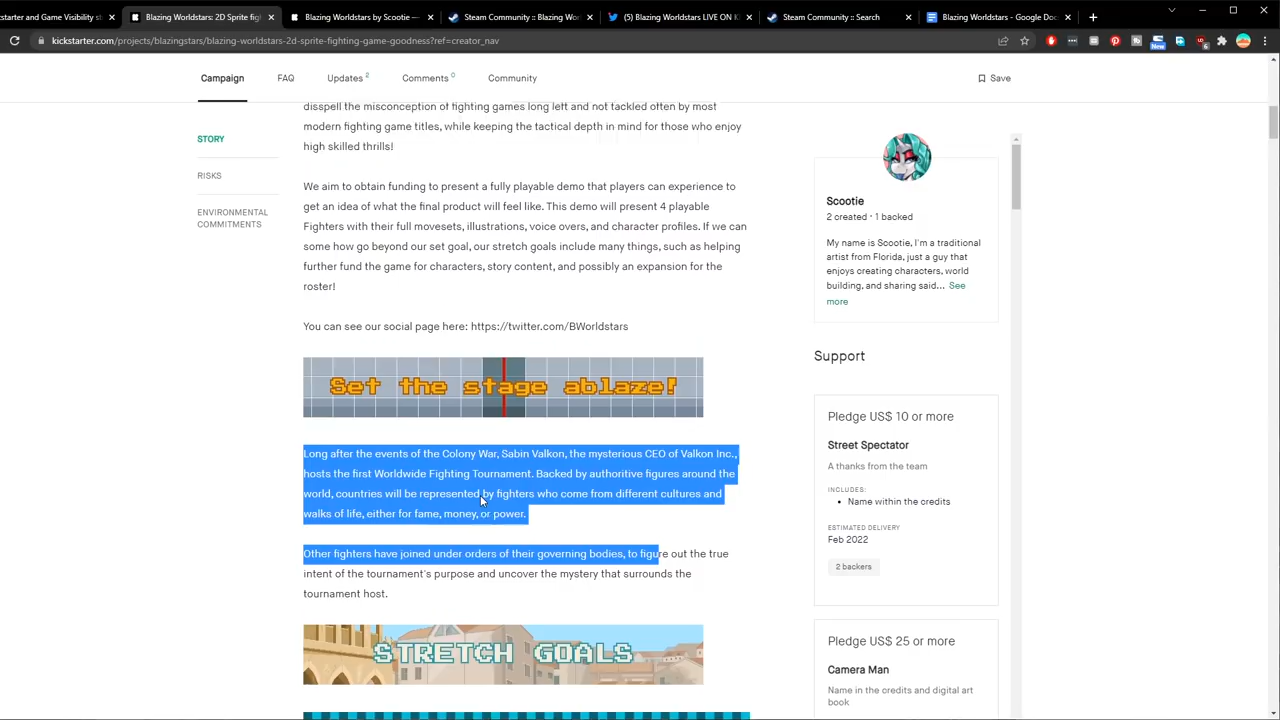 starter and Game Visibility st
Blazing Worldstars: 2D Sprite figh
Blazing Worldstars by Scootie —
Steam Community :: Blazing Worl
(5) Blazing Worldstars LIVE ON K
Steam Community :: Search
Blazing Worldstars - Google Doc
kickstarter.com/projects/blazingstars/blazing-worldstars-2d-sprite-fighting-game-goodness?ref=creator_nav
New
6
Campaign
FAQ
Updates 2
Comments 0
Community
Save
STORY
RISKS
ENVIRONMENTAL
COMMITMENTS
disspell the misconception of fighting games long left and not tackled often by most
modern fighting game titles, while keeping the tactical depth in mind for those who enjoy
high skilled thrills!
We aim to obtain funding to present a fully playable demo that players can experience to
get an idea of what the final product will feel like. This demo will present 4 playable
Fighters with their full movesets, illustrations, voice overs, and character profiles. If we can
some how go beyond our set goal, our stretch goals include many things, such as helping
further fund the game for characters, story content, and possibly an expansion for the
roster!
You can see our social page here: https://twitter.com/BWorldstars
Set the stage ablaze!
Long after the events of the Colony War, Sabin Valkon, the mysterious CEO of Valkon Inc.,
hosts the first Worldwide Fighting Tournament. Backed by authoritive figures around the
world, countries will be represented by fighters who come from different cultures and
walks of life, either for fame, money, or power.
Other fighters have joined under orders of their governing bodies, to figure out the true
intent of the tournament's purpose and uncover the mystery that surrounds the
tournament host.
STRETCH GOALS
Scootie
2 created · 1 backed
My name is Scootie, I'm a traditional
artist from Florida, just a guy that
enjoys creating characters, world
building, and sharing said... See
more
Support
Pledge US$ 10 or more
Street Spectator
A thanks from the team
INCLUDES:
• Name within the credits
ESTIMATED DELIVERY
Feb 2022
2 backers
Pledge US$ 25 or more
Camera Man
Name in the credits and digital art
book